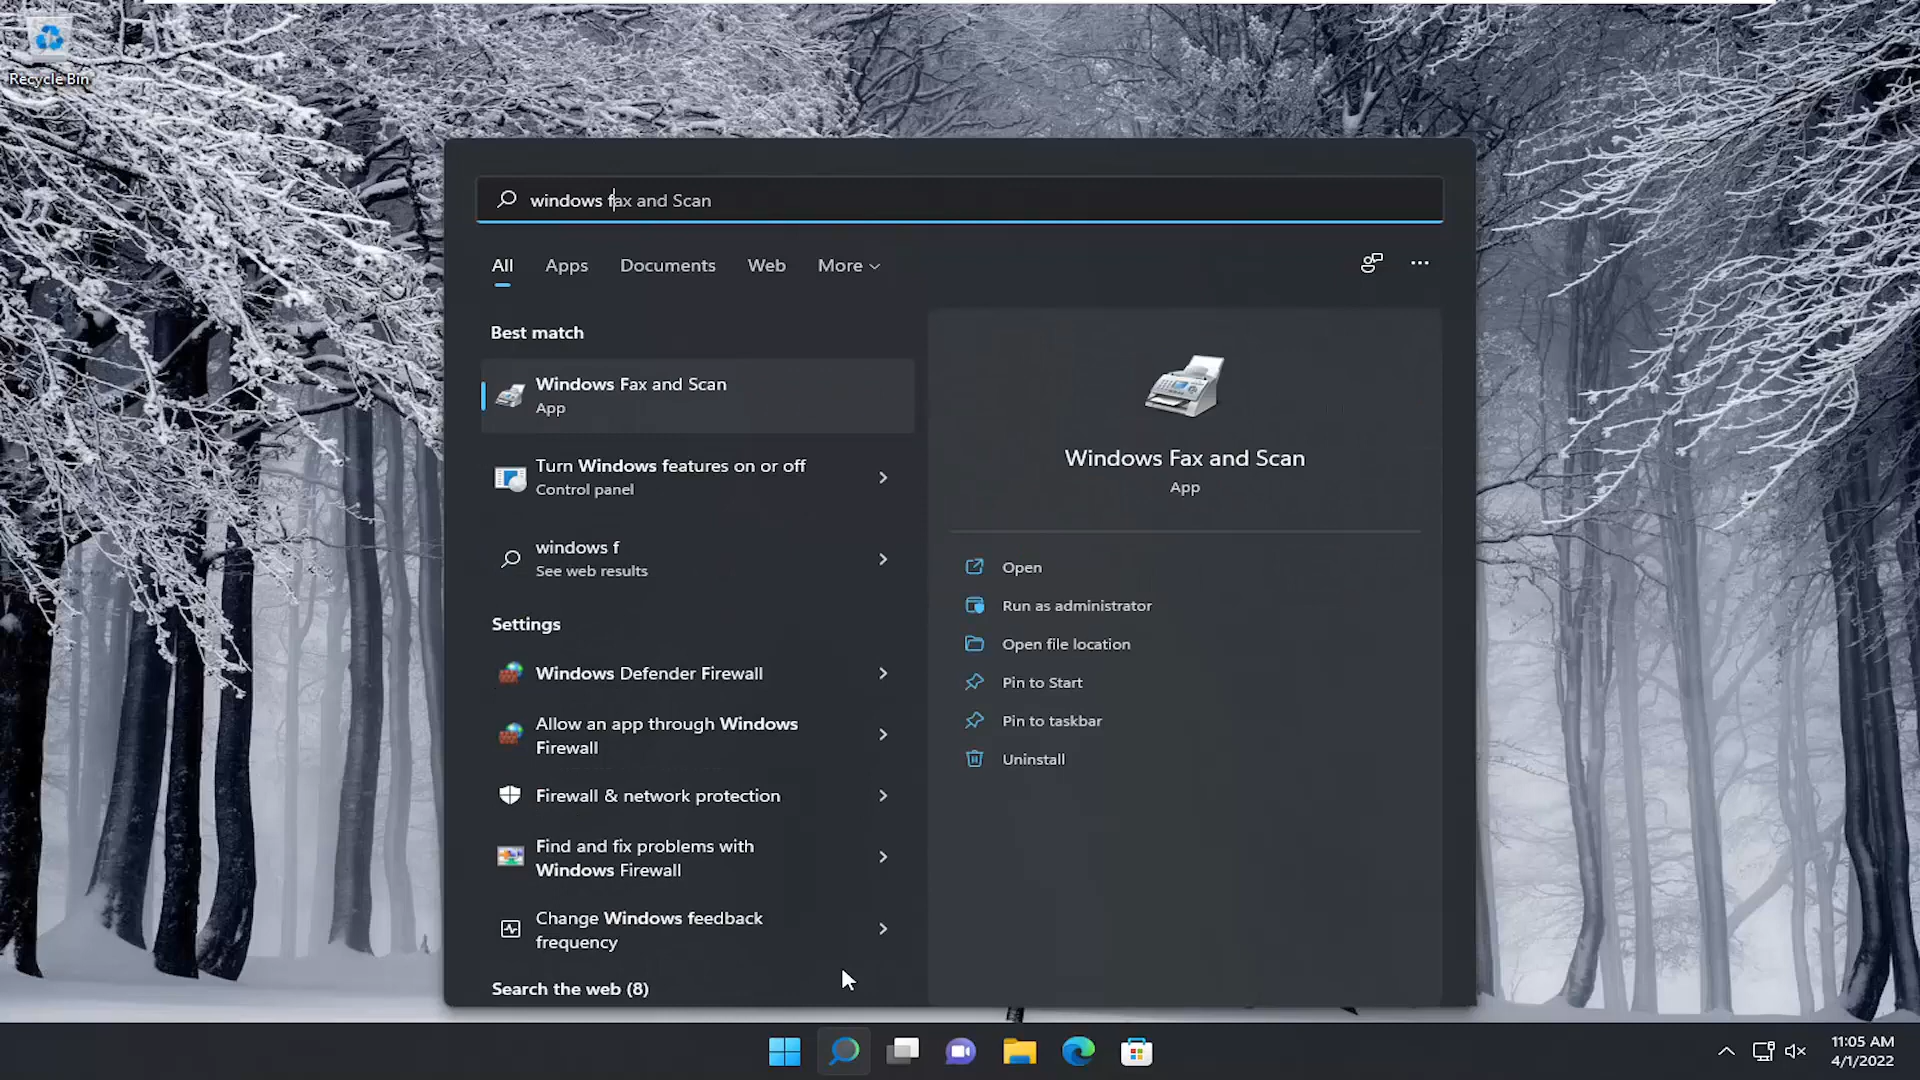 Recycle Bin
windows fax and Scan
All
Apps
Documents
Web
More
Best match
Windows Fax and Scan
App
Turn Windows features on or off
Control panel
windows f
See web results
Settings
Windows Defender Firewall
Allow an app through Windows
Firewall
Firewall & network protection
Find and fix problems with
Windows Firewall
Change Windows feedback
frequency
Search the web (8)
Windows Fax and Scan
App
Open
Run as administrator
Open file location
Pin to Start
Pin to taskbar
Uninstall
11:05 AM
4/1/2022